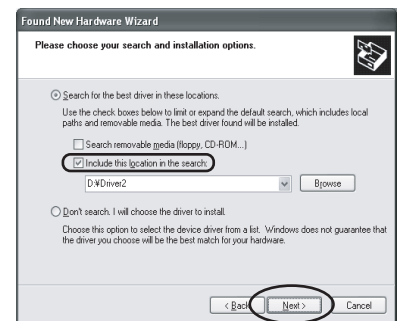 Found New Hardware Wizard
Please choose your search and installation options.
Search for the best driver in these locations.
Use the check boxes below to limit or expand the default search, which includes local
paths and removable media. The best driver found will be installed.
Search removable media (floppy, CD-ROM...)
Include this location in the search:
D:¥Driver2
Browse
Don't search. I will choose the driver to install.
Choose this option to select the device driver from a list. Windows does not guarantee that
the driver you choose will be the best match for your hardware.
< Back
Next >
Cancel